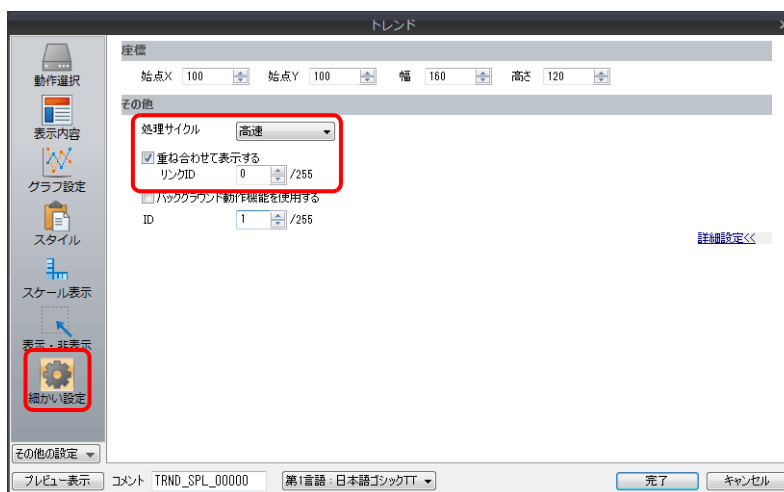 トレンド
動作選択
表示内容
グラフ設定
スタイル
スケール表示
表示・非表示
細かい設定
その他の設定
座標
始点X 100 始点Y 100 幅 160 高さ 120
その他
処理サイクル 高速
重ね合わせて表示する
リンクID 0 /255
バックグラウンド動作機能を使用する
ID 1 /255
詳細設定<<
プレビュー表示 コメント TRND_SPL_00000 第1言語:日本語ゴシックTT 完了 キャンセル